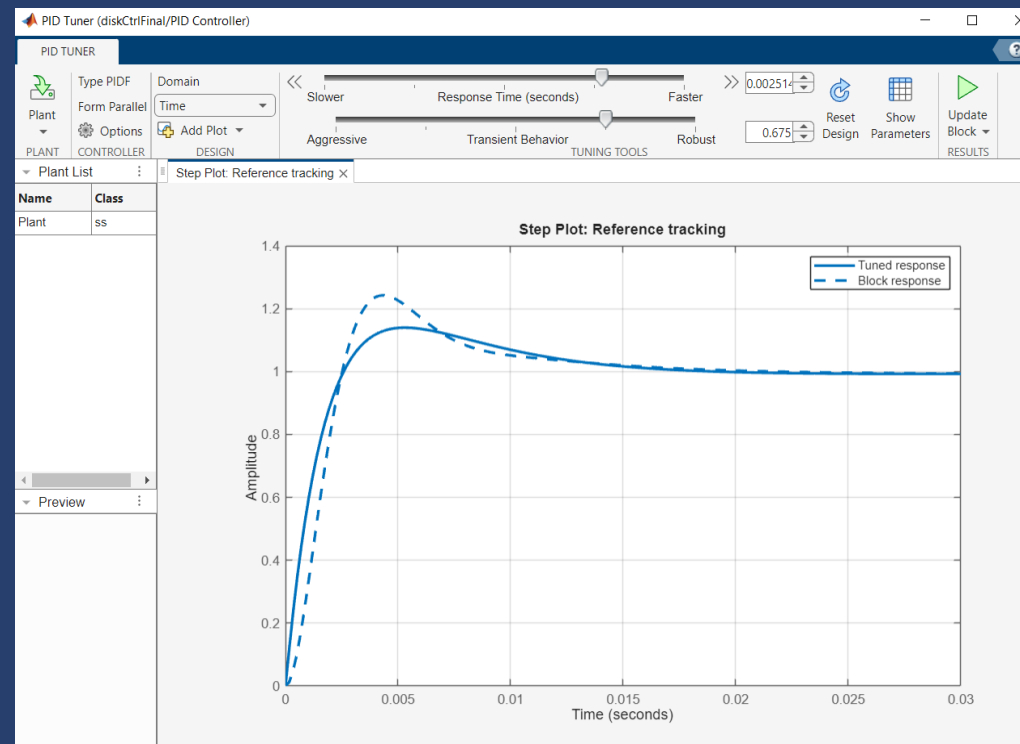 PID Tuner (diskCtrlFinal/PID Controller)
PID TUNER
Plant
PLANT
Type PIDF
Form Parallel
Options
CONTROLLER
Domain
Time
Add Plot
DESIGN
Slower Response Time (seconds) Faster
0.002514
Aggressive Transient Behavior Robust
0.675
TUNING TOOLS
Reset
Design
Show
Parameters
Update
Block
RESULTS
?
Plant List
Name Class
Plant ss
Preview
Step Plot: Reference tracking
Step Plot: Reference tracking
Tuned response
Block response
Amplitude
1.4
1.2
1
0.8
0.6
0.4
0.2
0
0 0.005 0.01 0.015 0.02 0.025 0.03
Time (seconds)